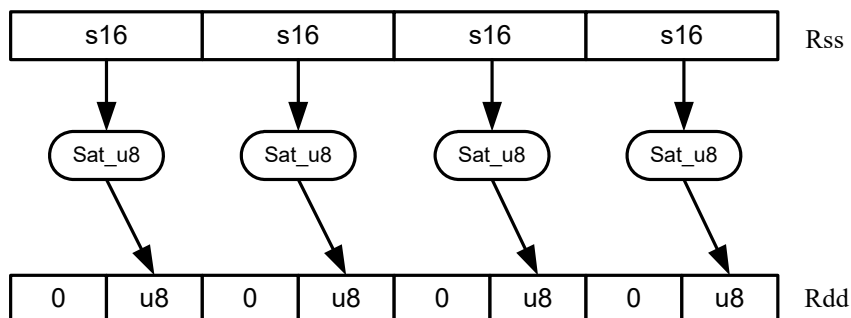 s16 s16 s16 s16 Rss
Sat_u8 Sat_u8 Sat_u8 Sat_u8
0 u8 0 u8 0 u8 0 u8 Rdd